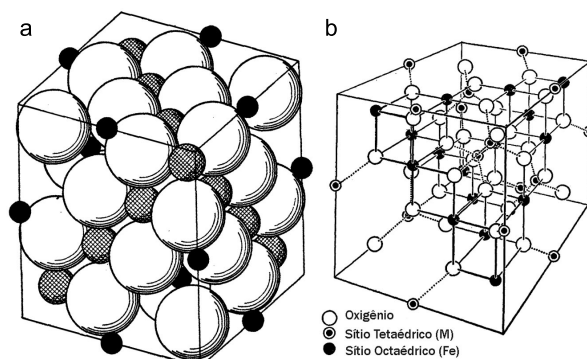 a
b
Oxigênio
Sítio Tetaédrico (M)
Sítio Octaédrico (Fe)